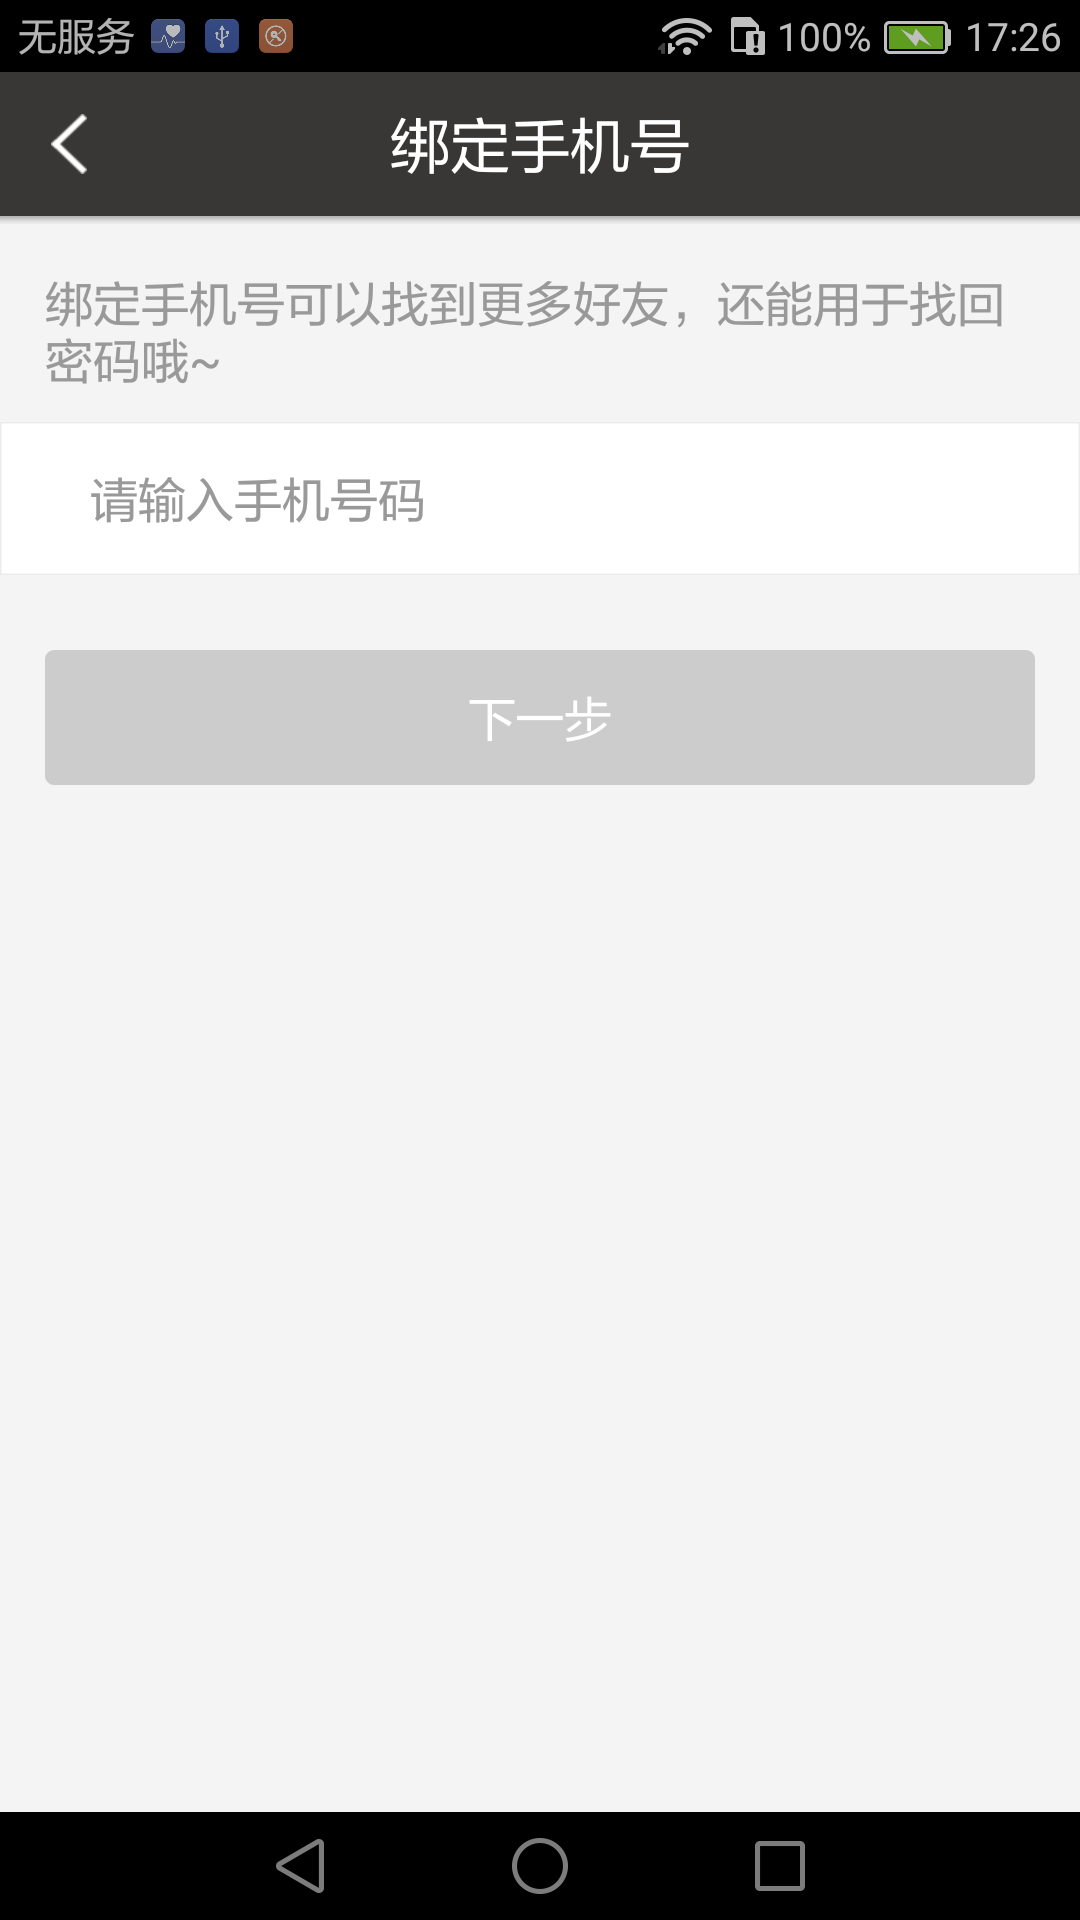 无服务 100% 17:26
绑定手机号
绑定手机号可以找到更多好友，还能用于找回
密码哦~
请输入手机号码
下一步